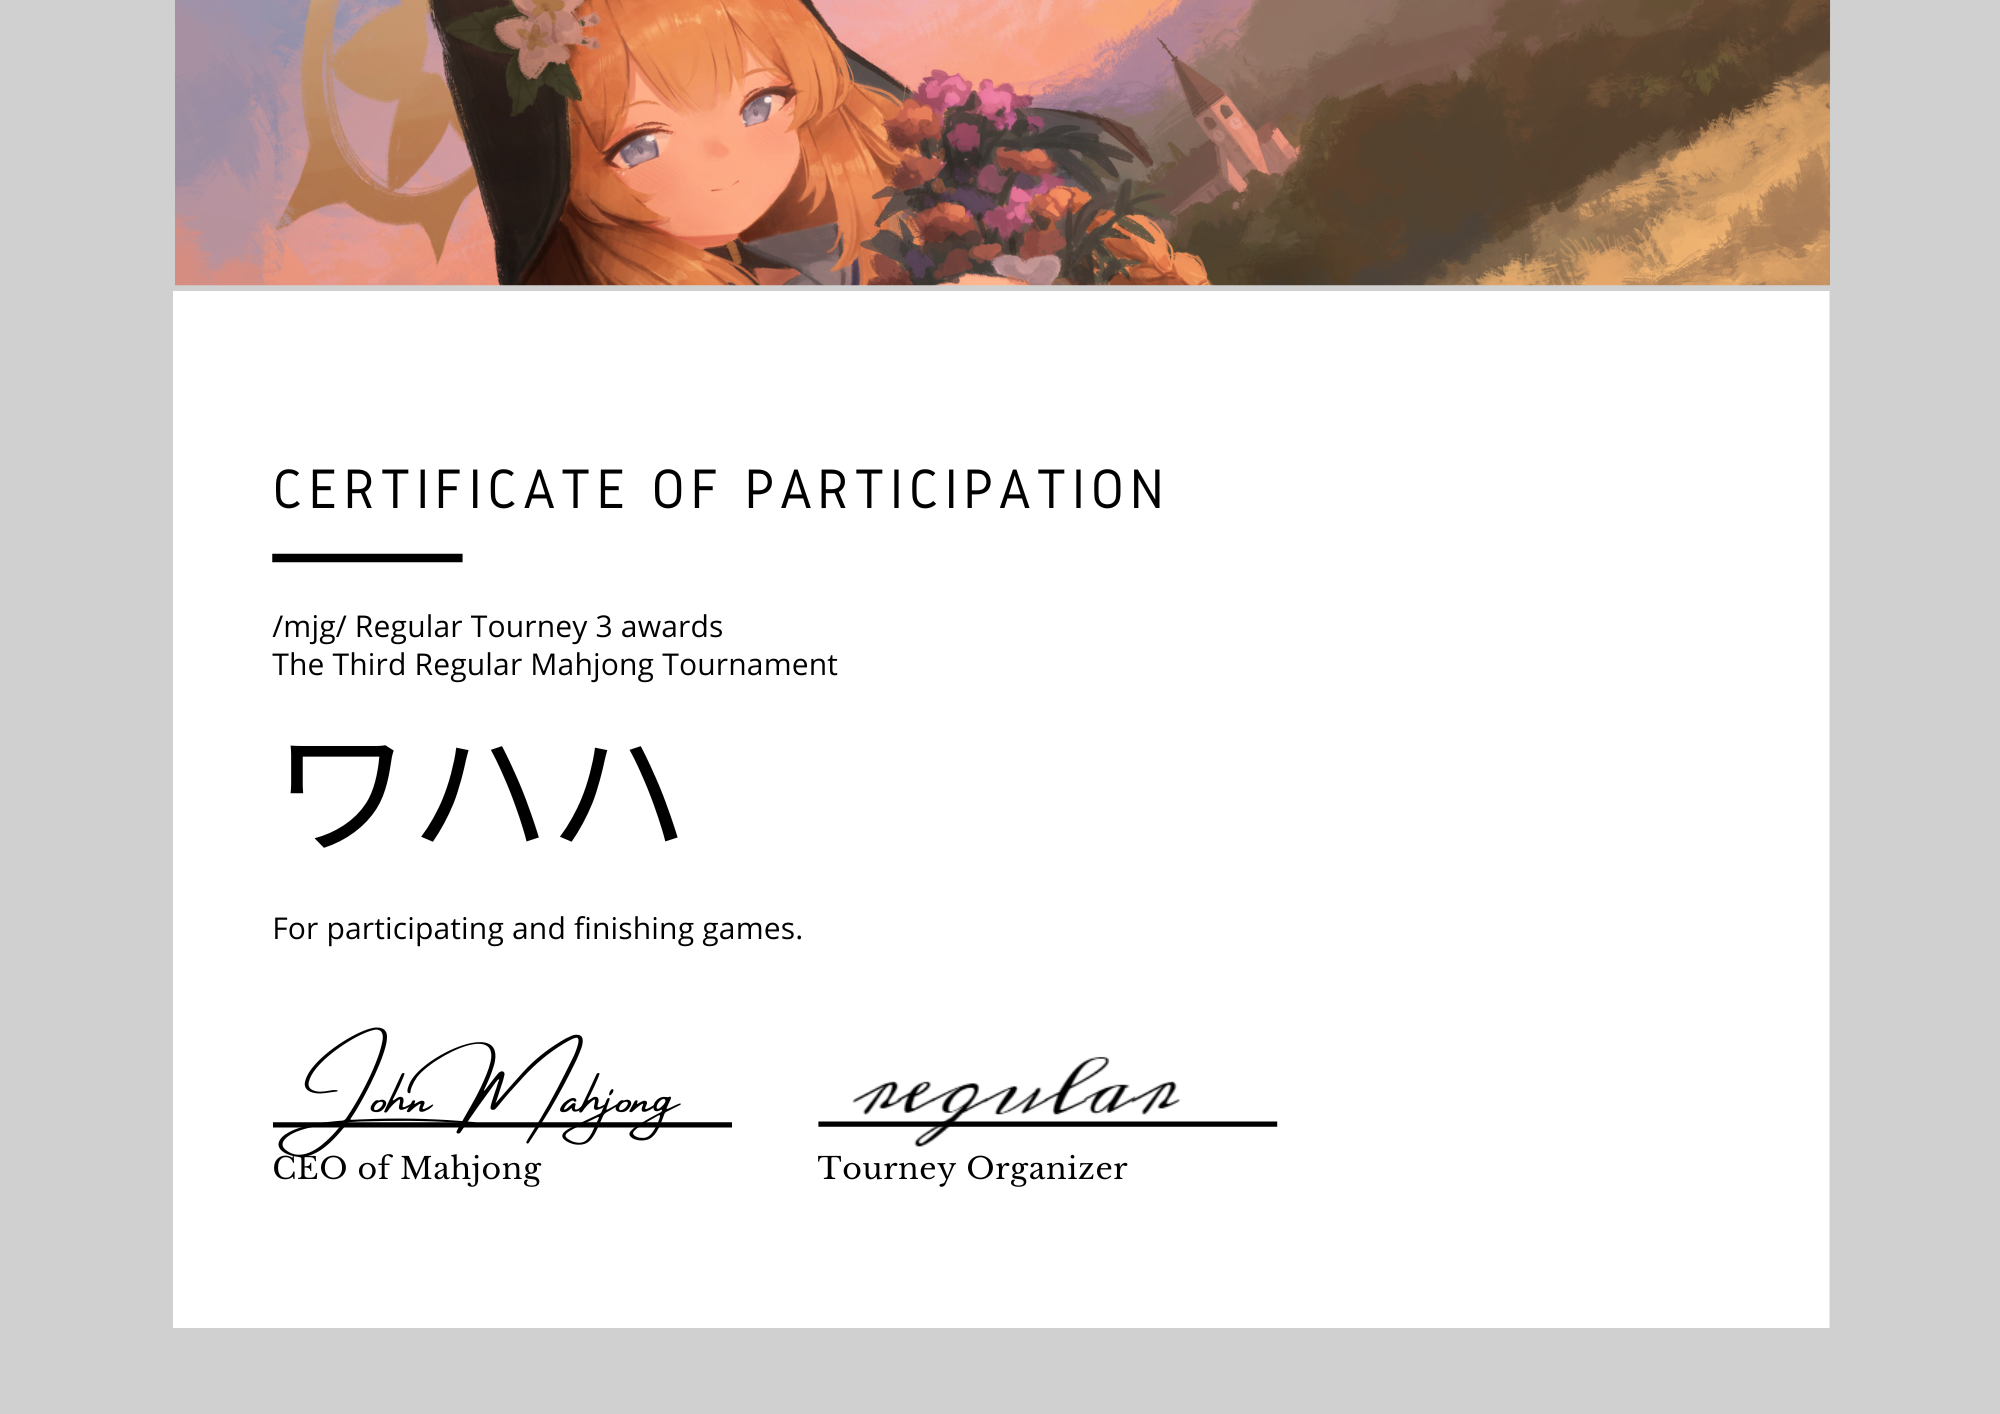 CERTIFICATE OF PARTICIPATION
/mjg/ Regular Tourney 3 awards
The Third Regular Mahjong Tournament
ワハハ
For participating and finishing games.
John Mahjong
CEO of Mahjong
regular
Tourney Organizer